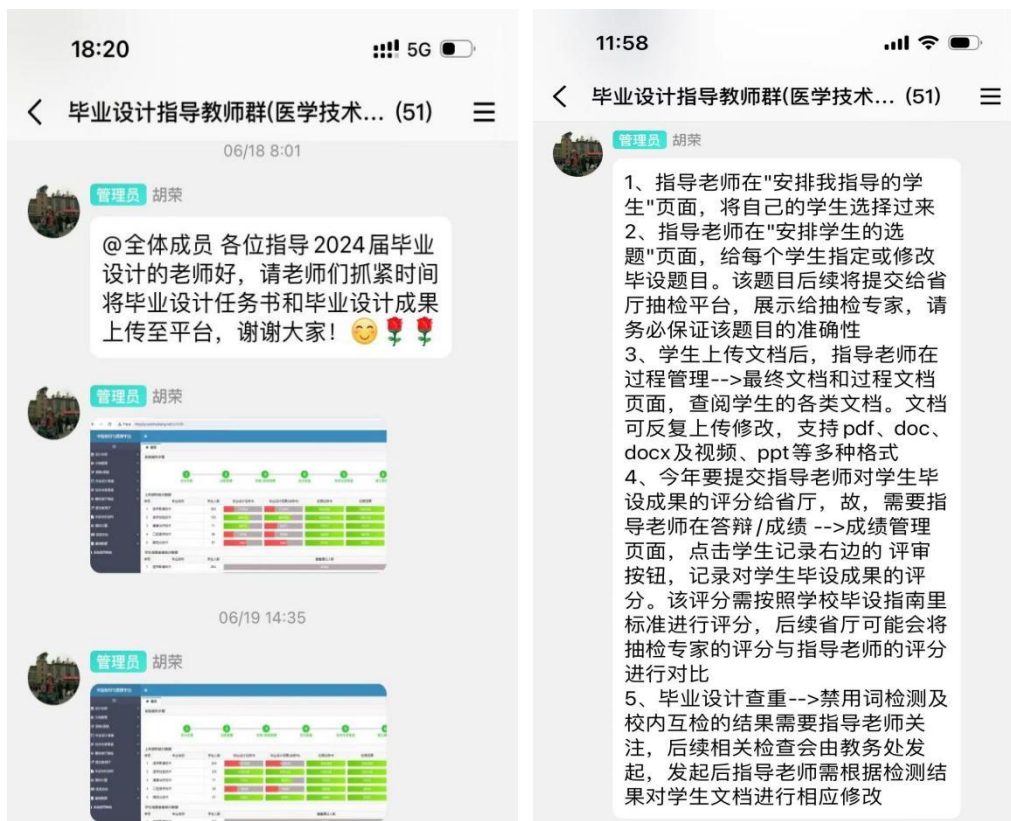 18:20
5G
毕业设计指导教师群(医学技术... (51)
06/18 8:01
管理员 胡荣
@全体成员 各位指导2024届毕业
设计的老师好，请老师们抓紧时间
将毕业设计任务书和毕业设计成果
上传至平台，谢谢大家！
管理员 胡荣
06/19 14:35
管理员 胡荣
11:58
毕业设计指导教师群(医学技术... (51)
管理员 胡荣
1、指导老师在"安排我指导的学
生"页面，将自己的学生选择过来
2、指导老师在"安排学生的选
题"页面，给每个学生指定或修改
毕设题目。该题目后续将提交给省
厅抽检平台，展示给抽检专家，请
务必保证该题目的准确性
3、学生上传文档后，指导老师在
过程管理-->最终文档和过程文档
页面，查阅学生的各类文档。文档
可反复上传修改，支持pdf、doc、
docx及视频、ppt等多种格式
4、今年要提交指导老师对学生毕
设成果的评分给省厅，故，需要指
导老师在答辩/成绩 -->成绩管理
页面，点击学生记录右边的 评审
按钮，记录对学生毕设成果的评
分。该评分需按照学校毕设指南里
标准进行评分，后续省厅可能会将
抽检专家的评分与指导老师的评分
进行对比
5、毕业设计查重-->禁用词检测及
校内互检的结果需要指导老师关
注，后续相关检查会由教务处发
起，发起后指导老师需根据检测结
果对学生文档进行相应修改